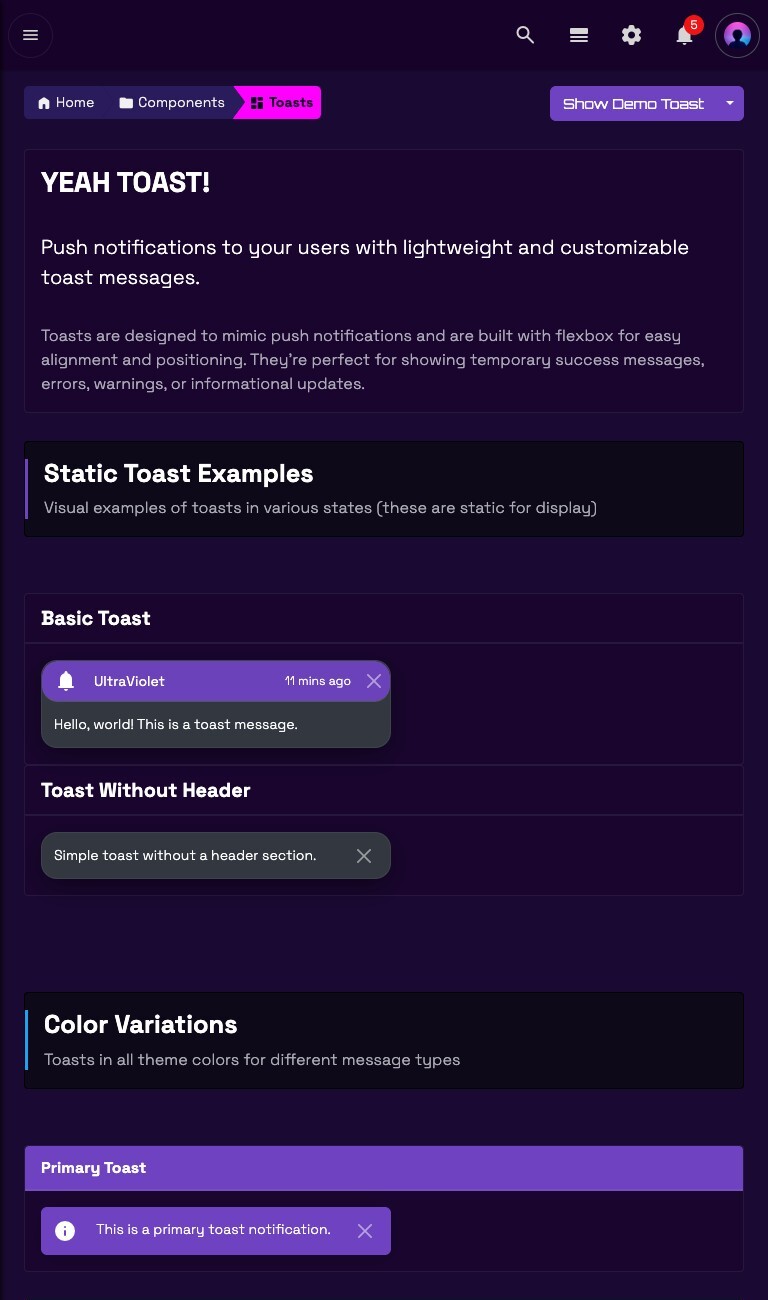 5
Home Components Toasts Show Demo Toast
YEAH TOAST!
Push notifications to your users with lightweight and customizable
toast messages.
Toasts are designed to mimic push notifications and are built with flexbox for easy
alignment and positioning. They're perfect for showing temporary success messages,
errors, warnings, or informational updates.
Static Toast Examples
Visual examples of toasts in various states (these are static for display)
Basic Toast
UltraViolet 11 mins ago
Hello, world! This is a toast message.
Toast Without Header
Simple toast without a header section.
Color Variations
Toasts in all theme colors for different message types
Primary Toast
This is a primary toast notification.